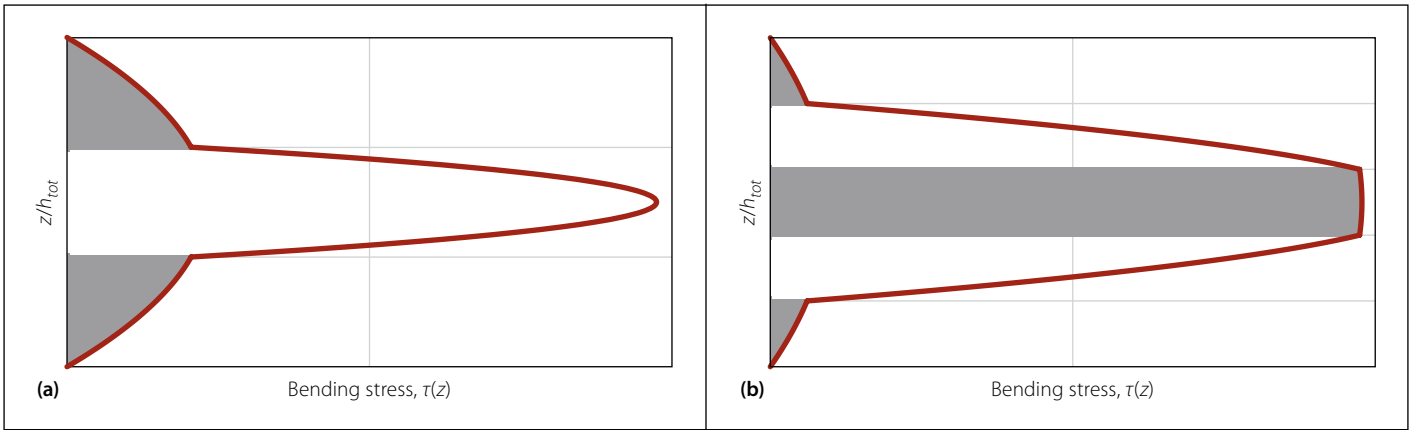 z/h_tot
(a)
Bending stress, τ(z)
z/h_tot
(b)
Bending stress, τ(z)